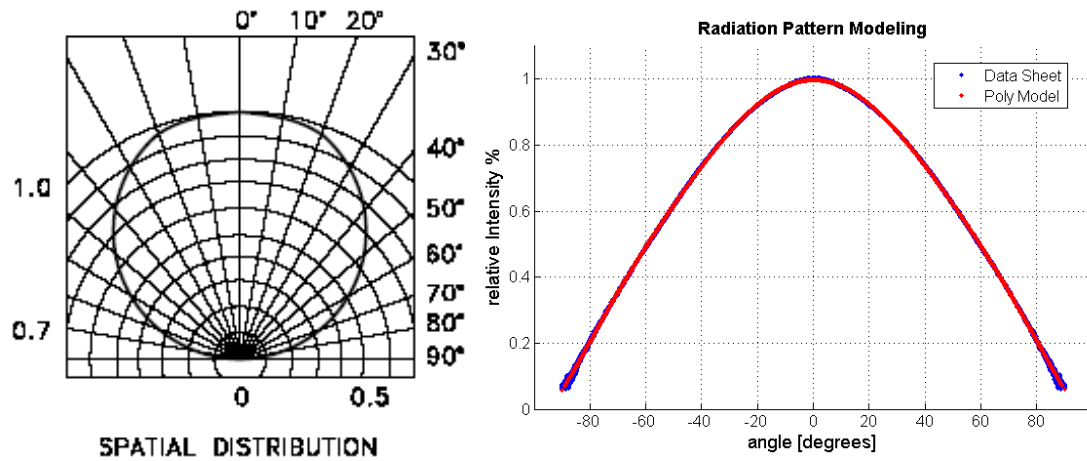 0° 10° 20°
30°
40°
50°
60°
70°
80°
90°
1.0
0.7
0 0.5
SPATIAL DISTRIBUTION
Radiation Pattern Modeling
Data Sheet
Poly Model
relative Intensity %
1
0.8
0.6
0.4
0.2
0
-80 -60 -40 -20 0 20 40 60 80
angle [degrees]